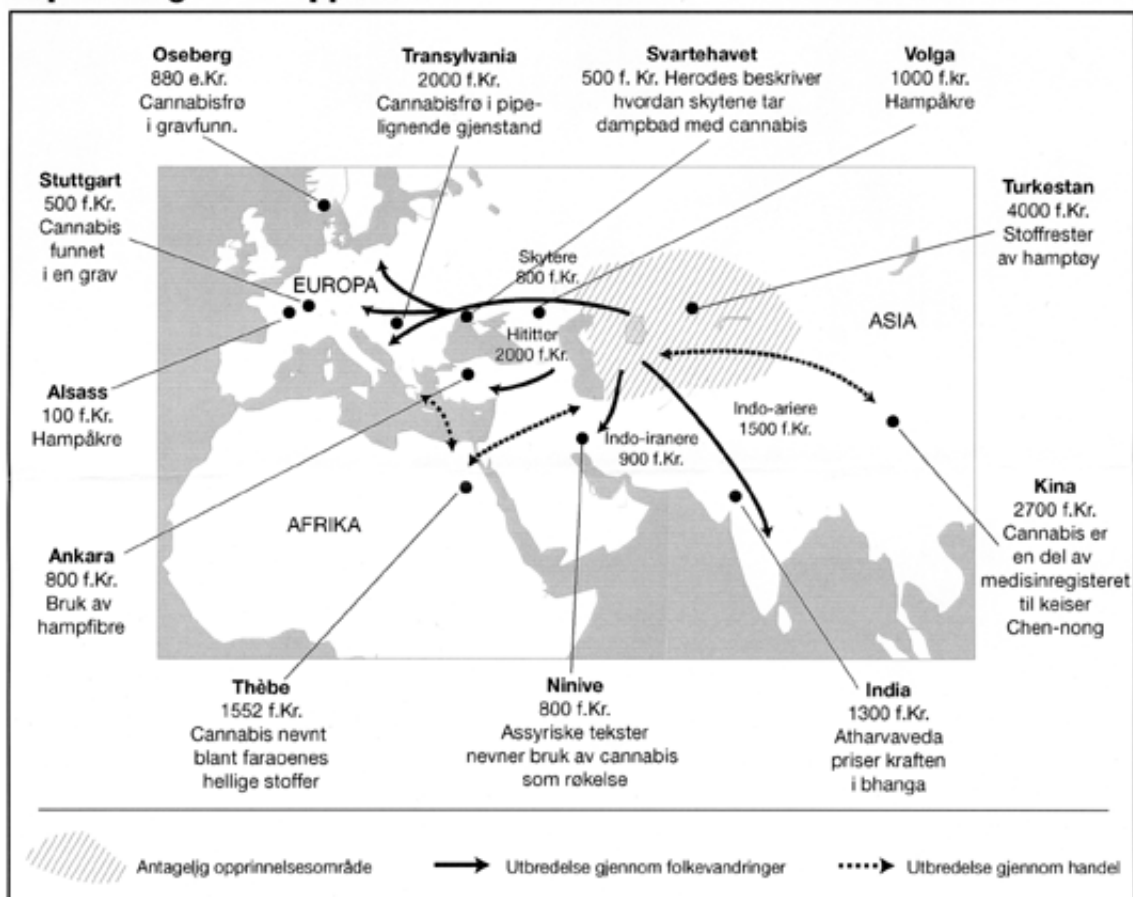 Oseberg
880 e.Kr.
Cannabisfrø
i gravfunn.
Transylvania
2000 f.Kr.
Cannabisfrø i pipe-
lignende gjenstand
Svartehavet
500 f. Kr. Herodes beskriver
hvordan skytene tar
dampbad med cannabis
Volga
1000 f.kr.
Hampåkre
Stuttgart
500 f.Kr.
Cannabis
funnet
i en grav
Turkestan
4000 f.Kr.
Stoffrester
av hamptøy
EUROPA
Skytere
800 f.Kr.
ASIA
Hititter
2000 f.Kr.
Alsass
100 f.Kr.
Hampåkre
Indo-ariere
1500 f.Kr.
Indo-iranere
900 f.Kr.
AFRIKA
Kina
2700 f.Kr.
Cannabis er
en del av
medisinregisteret
til keiser
Chen-nong
Ankara
800 f.Kr.
Bruk av
hampfibre
Thèbe
1552 f.Kr.
Cannabis nevnt
blant faraoenes
hellige stoffer
Ninive
800 f.Kr.
Assyriske tekster
nevner bruk av cannabis
som røkelse
India
1300 f.Kr.
Atharvaveda
priser kraften
i bhanga
Antagelig opprinnelsesområde
Utbredelse gjennom folkevandringer
Utbredelse gjennom handel